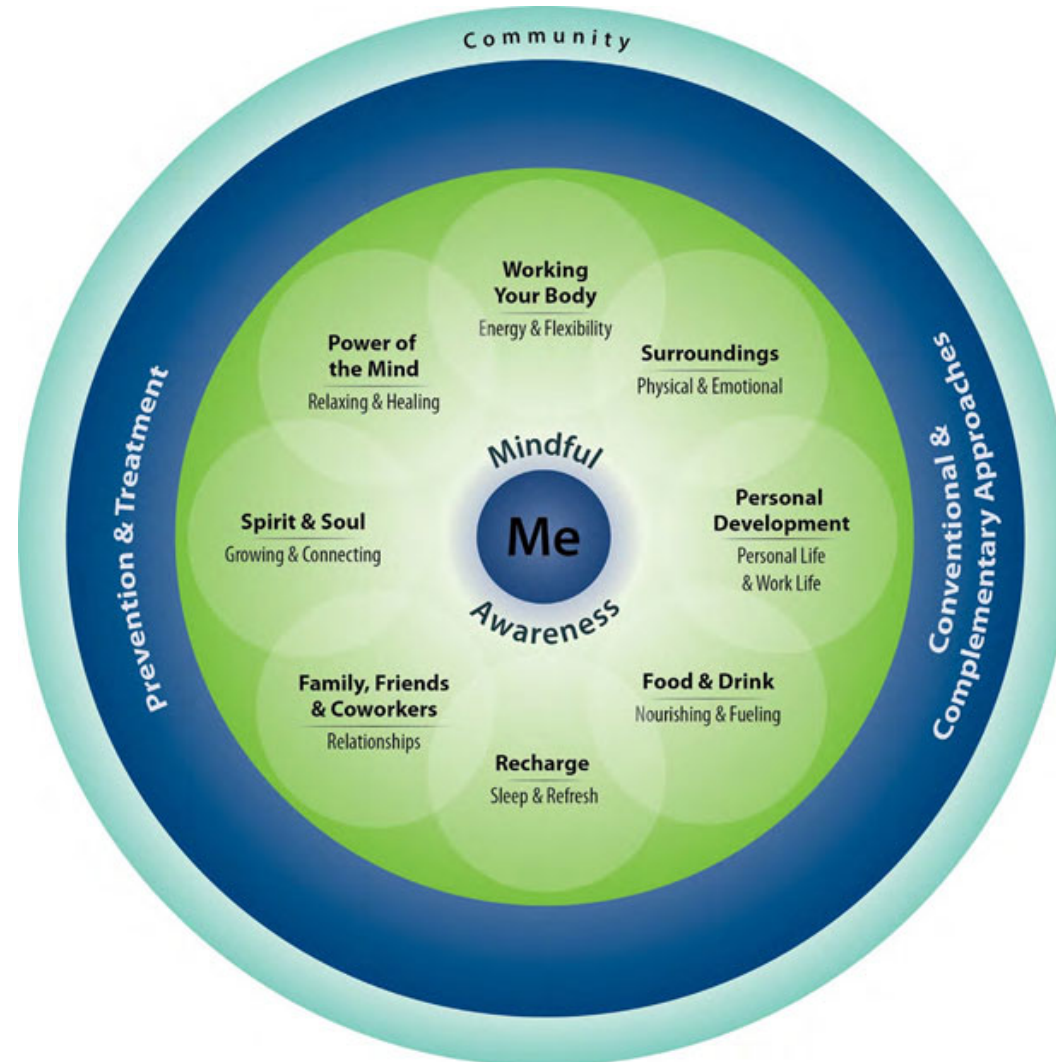 Community
Prevention & Treatment
Conventional &
Complementary Approaches
Working
Your Body
Energy & Flexibility
Surroundings
Physical & Emotional
Personal
Development
Personal Life
& Work Life
Food & Drink
Nourishing & Fueling
Recharge
Sleep & Refresh
Family, Friends
& Coworkers
Relationships
Spirit & Soul
Growing & Connecting
Power of
the Mind
Relaxing & Healing
Mindful
Me
Awareness